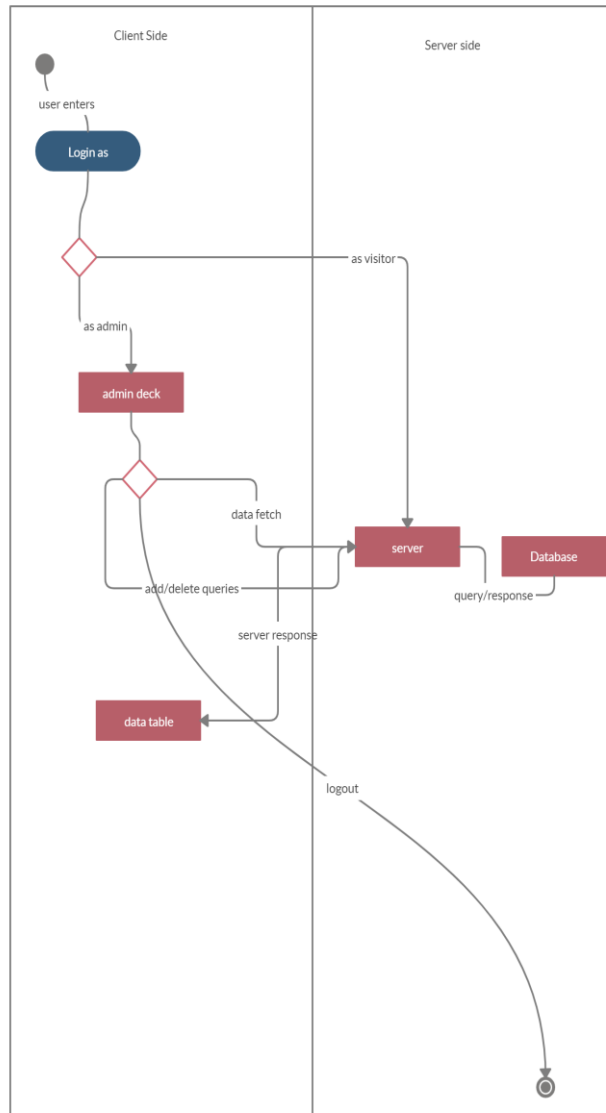 Client Side
Server side
user enters
Login as
as visitor
as admin
admin deck
data fetch
server
Database
add/delete queries
query/response
server response
data table
logout